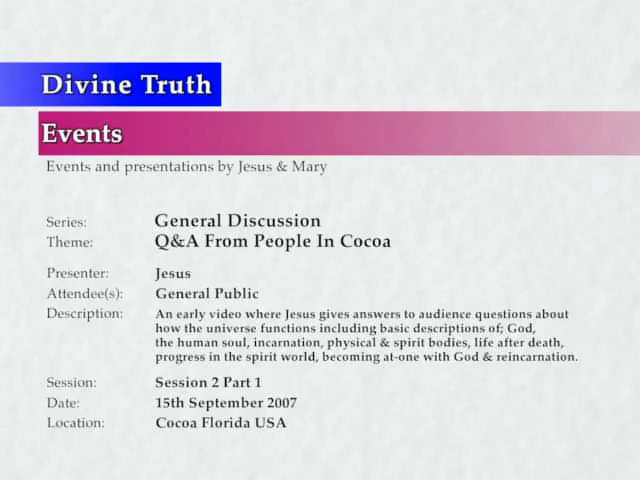 Divine Truth
Events
Events and presentations by Jesus & Mary
Series: General Discussion
Theme: Q&A From People In Cocoa
Presenter: Jesus
Attendee(s): General Public
Description: An early video where Jesus gives answers to audience questions about
how the universe functions including basic descriptions of; God,
the human soul, incarnation, physical & spirit bodies, life after death,
progress in the spirit world, becoming at-one with God & reincarnation.
Session: Session 2 Part 1
Date: 15th September 2007
Location: Cocoa Florida USA